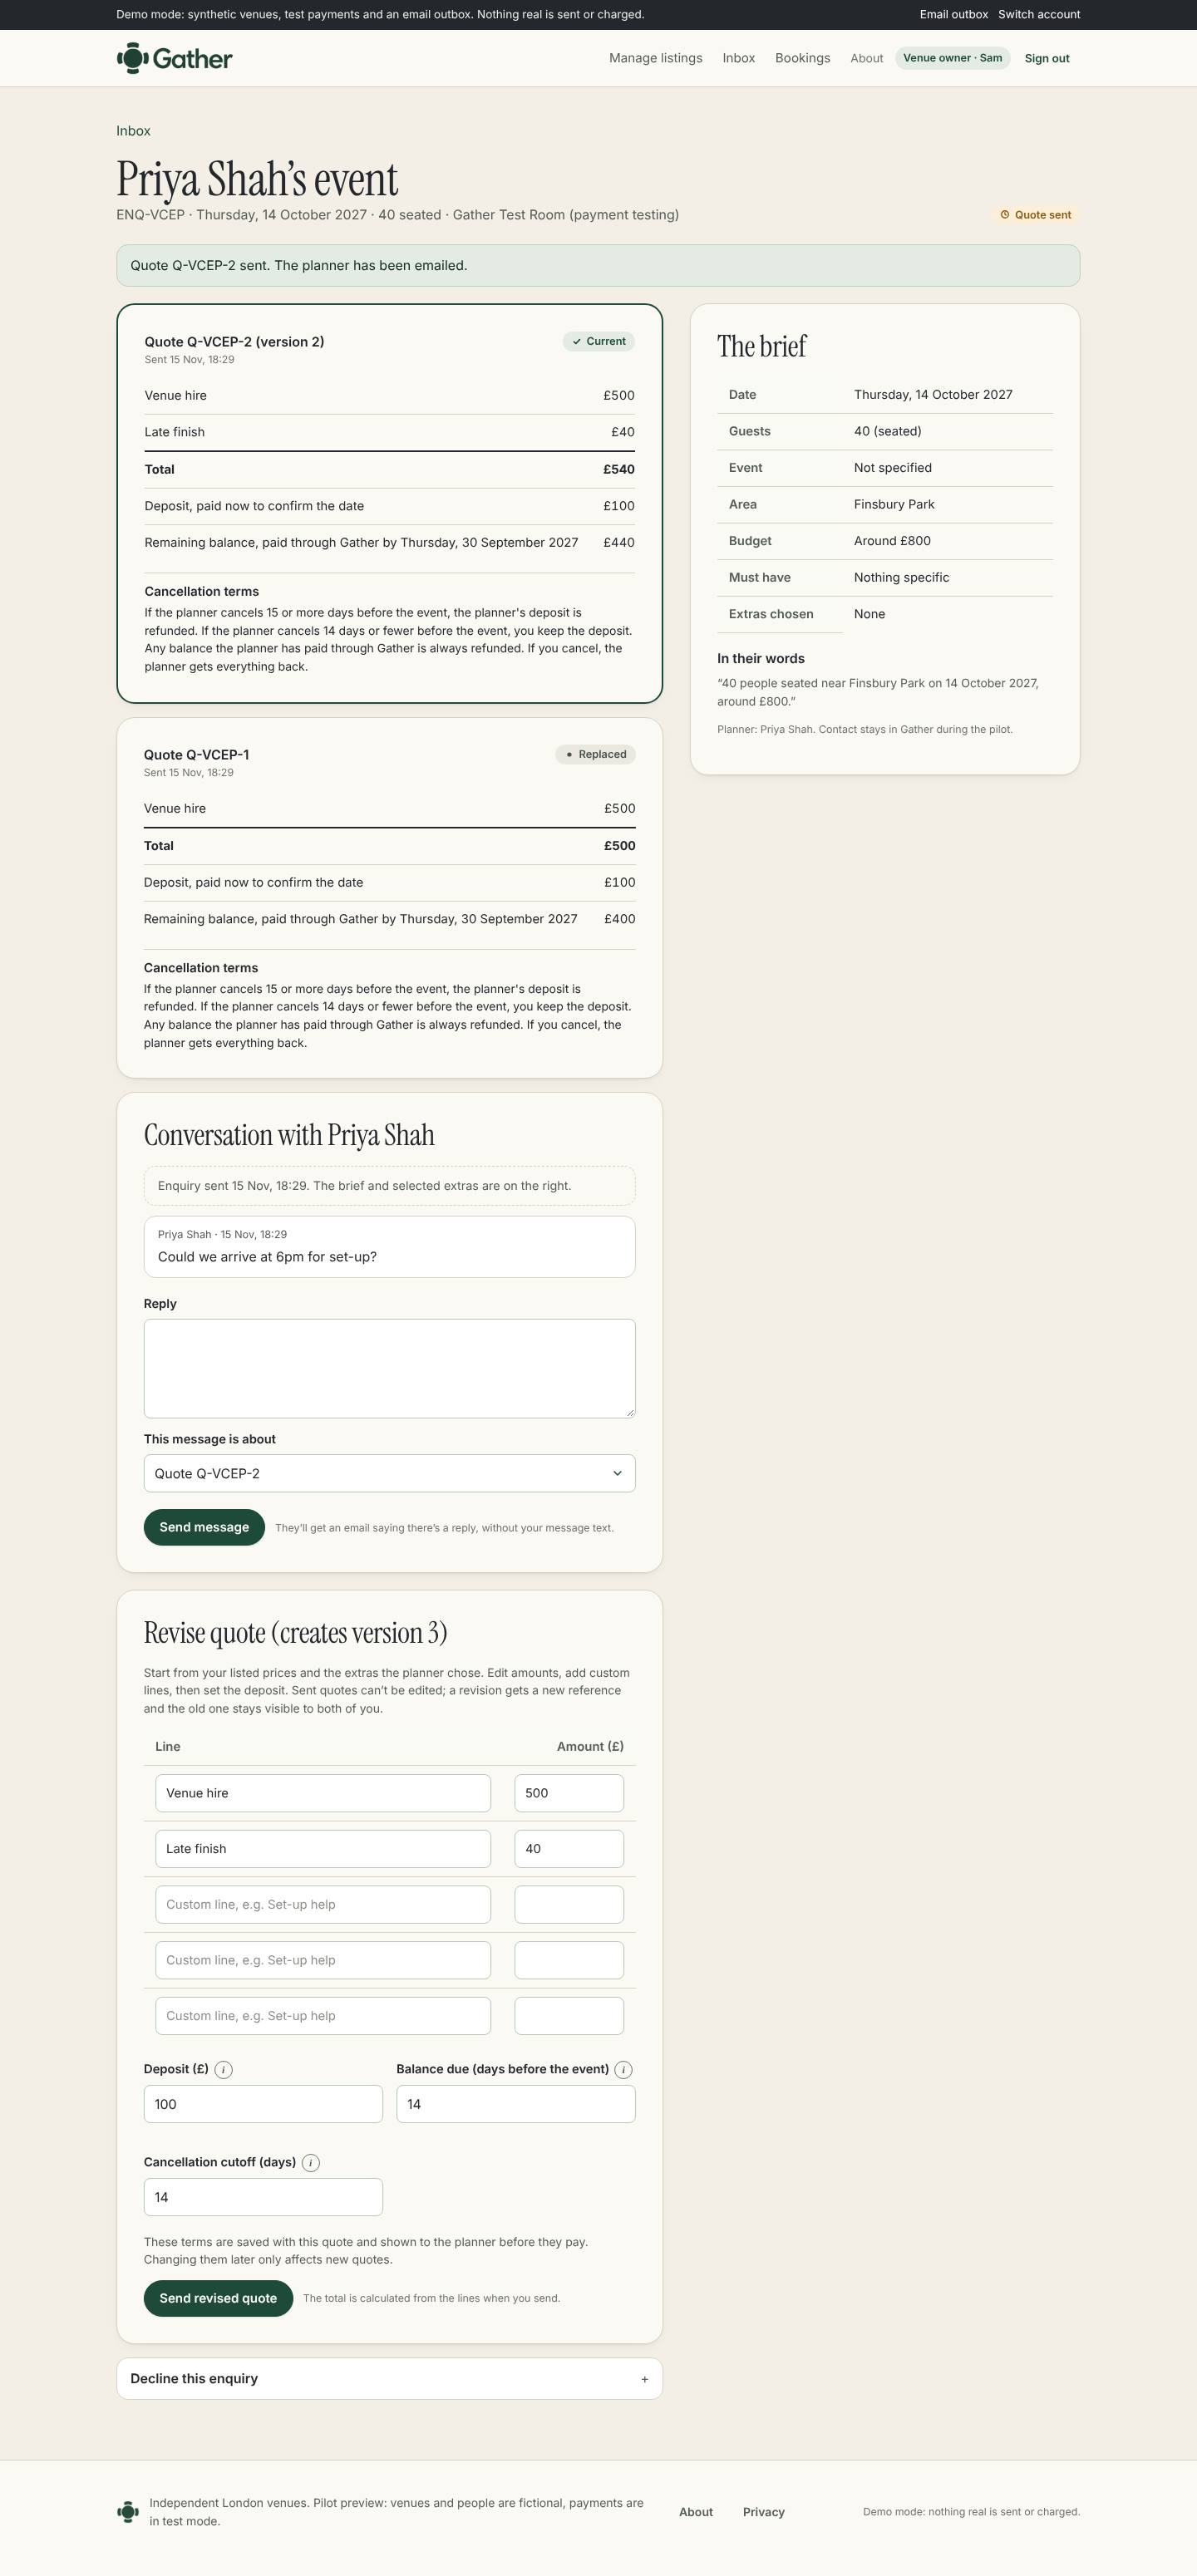 Demo mode: synthetic venues, test payments and an email outbox. Nothing real is sent or charged.
Email outbox Switch account
Gather
Manage listings Inbox Bookings About Venue owner · Sam Sign out
Inbox
Priya Shah’s event
ENQ-VCEP · Thursday, 14 October 2027 · 40 seated · Gather Test Room (payment testing)
Quote sent
Quote Q-VCEP-2 sent. The planner has been emailed.
Quote Q-VCEP-2 (version 2)
Current
Sent 15 Nov, 18:29
Venue hire £500
Late finish £40
Total £540
Deposit, paid now to confirm the date £100
Remaining balance, paid through Gather by Thursday, 30 September 2027 £440
Cancellation terms
If the planner cancels 15 or more days before the event, the planner's deposit is
refunded. If the planner cancels 14 days or fewer before the event, you keep the deposit.
Any balance the planner has paid through Gather is always refunded. If you cancel, the
planner gets everything back.
The brief
Date Thursday, 14 October 2027
Guests 40 (seated)
Event Not specified
Area Finsbury Park
Budget Around £800
Must have Nothing specific
Extras chosen None
In their words
“40 people seated near Finsbury Park on 14 October 2027,
around £800.”
Planner: Priya Shah. Contact stays in Gather during the pilot.
Quote Q-VCEP-1
Replaced
Sent 15 Nov, 18:29
Venue hire £500
Total £500
Deposit, paid now to confirm the date £100
Remaining balance, paid through Gather by Thursday, 30 September 2027 £400
Cancellation terms
If the planner cancels 15 or more days before the event, the planner's deposit is
refunded. If the planner cancels 14 days or fewer before the event, you keep the deposit.
Any balance the planner has paid through Gather is always refunded. If you cancel, the
planner gets everything back.
Conversation with Priya Shah
Enquiry sent 15 Nov, 18:29. The brief and selected extras are on the right.
Priya Shah · 15 Nov, 18:29
Could we arrive at 6pm for set-up?
Reply
This message is about
Quote Q-VCEP-2
Send message
They’ll get an email saying there’s a reply, without your message text.
Revise quote (creates version 3)
Start from your listed prices and the extras the planner chose. Edit amounts, add custom
lines, then set the deposit. Sent quotes can’t be edited; a revision gets a new reference
and the old one stays visible to both of you.
Line Amount (£)
Venue hire 500
Late finish 40
Custom line, e.g. Set-up help
Custom line, e.g. Set-up help
Custom line, e.g. Set-up help
Deposit (£) i Balance due (days before the event) i
100 14
Cancellation cutoff (days) i
14
These terms are saved with this quote and shown to the planner before they pay.
Changing them later only affects new quotes.
Send revised quote
The total is calculated from the lines when you send.
Decline this enquiry +
Independent London venues. Pilot preview: venues and people are fictional, payments are
in test mode.
About Privacy
Demo mode: nothing real is sent or charged.